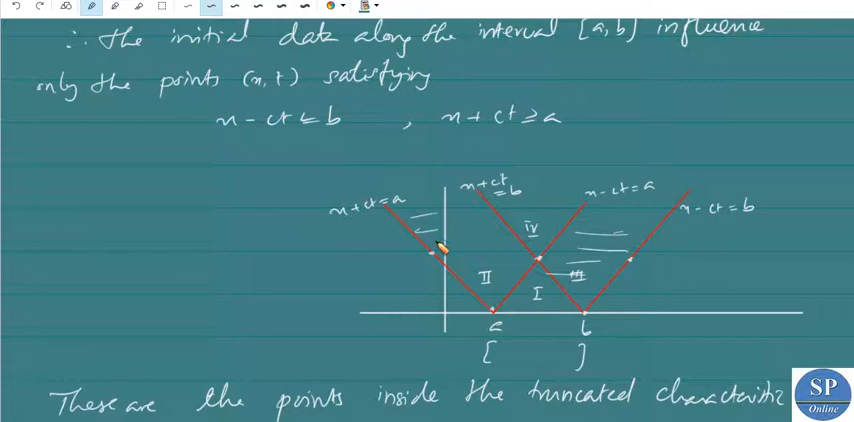 ∴ the initial data along the interval [a, b] influence
only the points (x, t) satisfying
x - ct ≤ b , x + ct ≥ a
x + ct = a
x + ct = b
x - ct = a
x - ct = b
IV
II
I
III
a
b
[ ]
These are the points inside the truncated characteristic
SP
Online